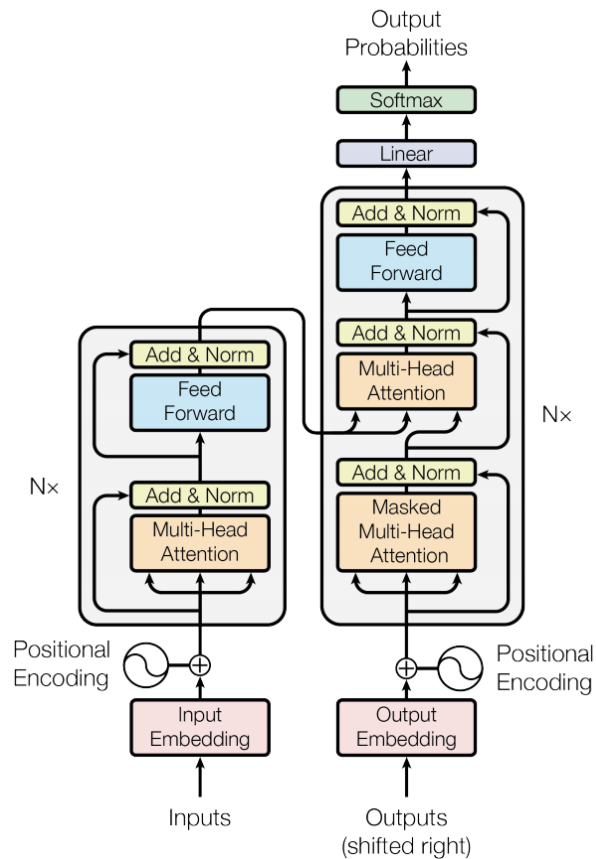 Output
Probabilities
Softmax
Linear
Add & Norm
Feed
Forward
Add & Norm
Multi-Head
Attention
Add & Norm
Masked
Multi-Head
Attention
N×
Add & Norm
Feed
Forward
Add & Norm
Multi-Head
Attention
N×
Positional
Encoding
Positional
Encoding
Input
Embedding
Output
Embedding
Inputs
Outputs
(shifted right)